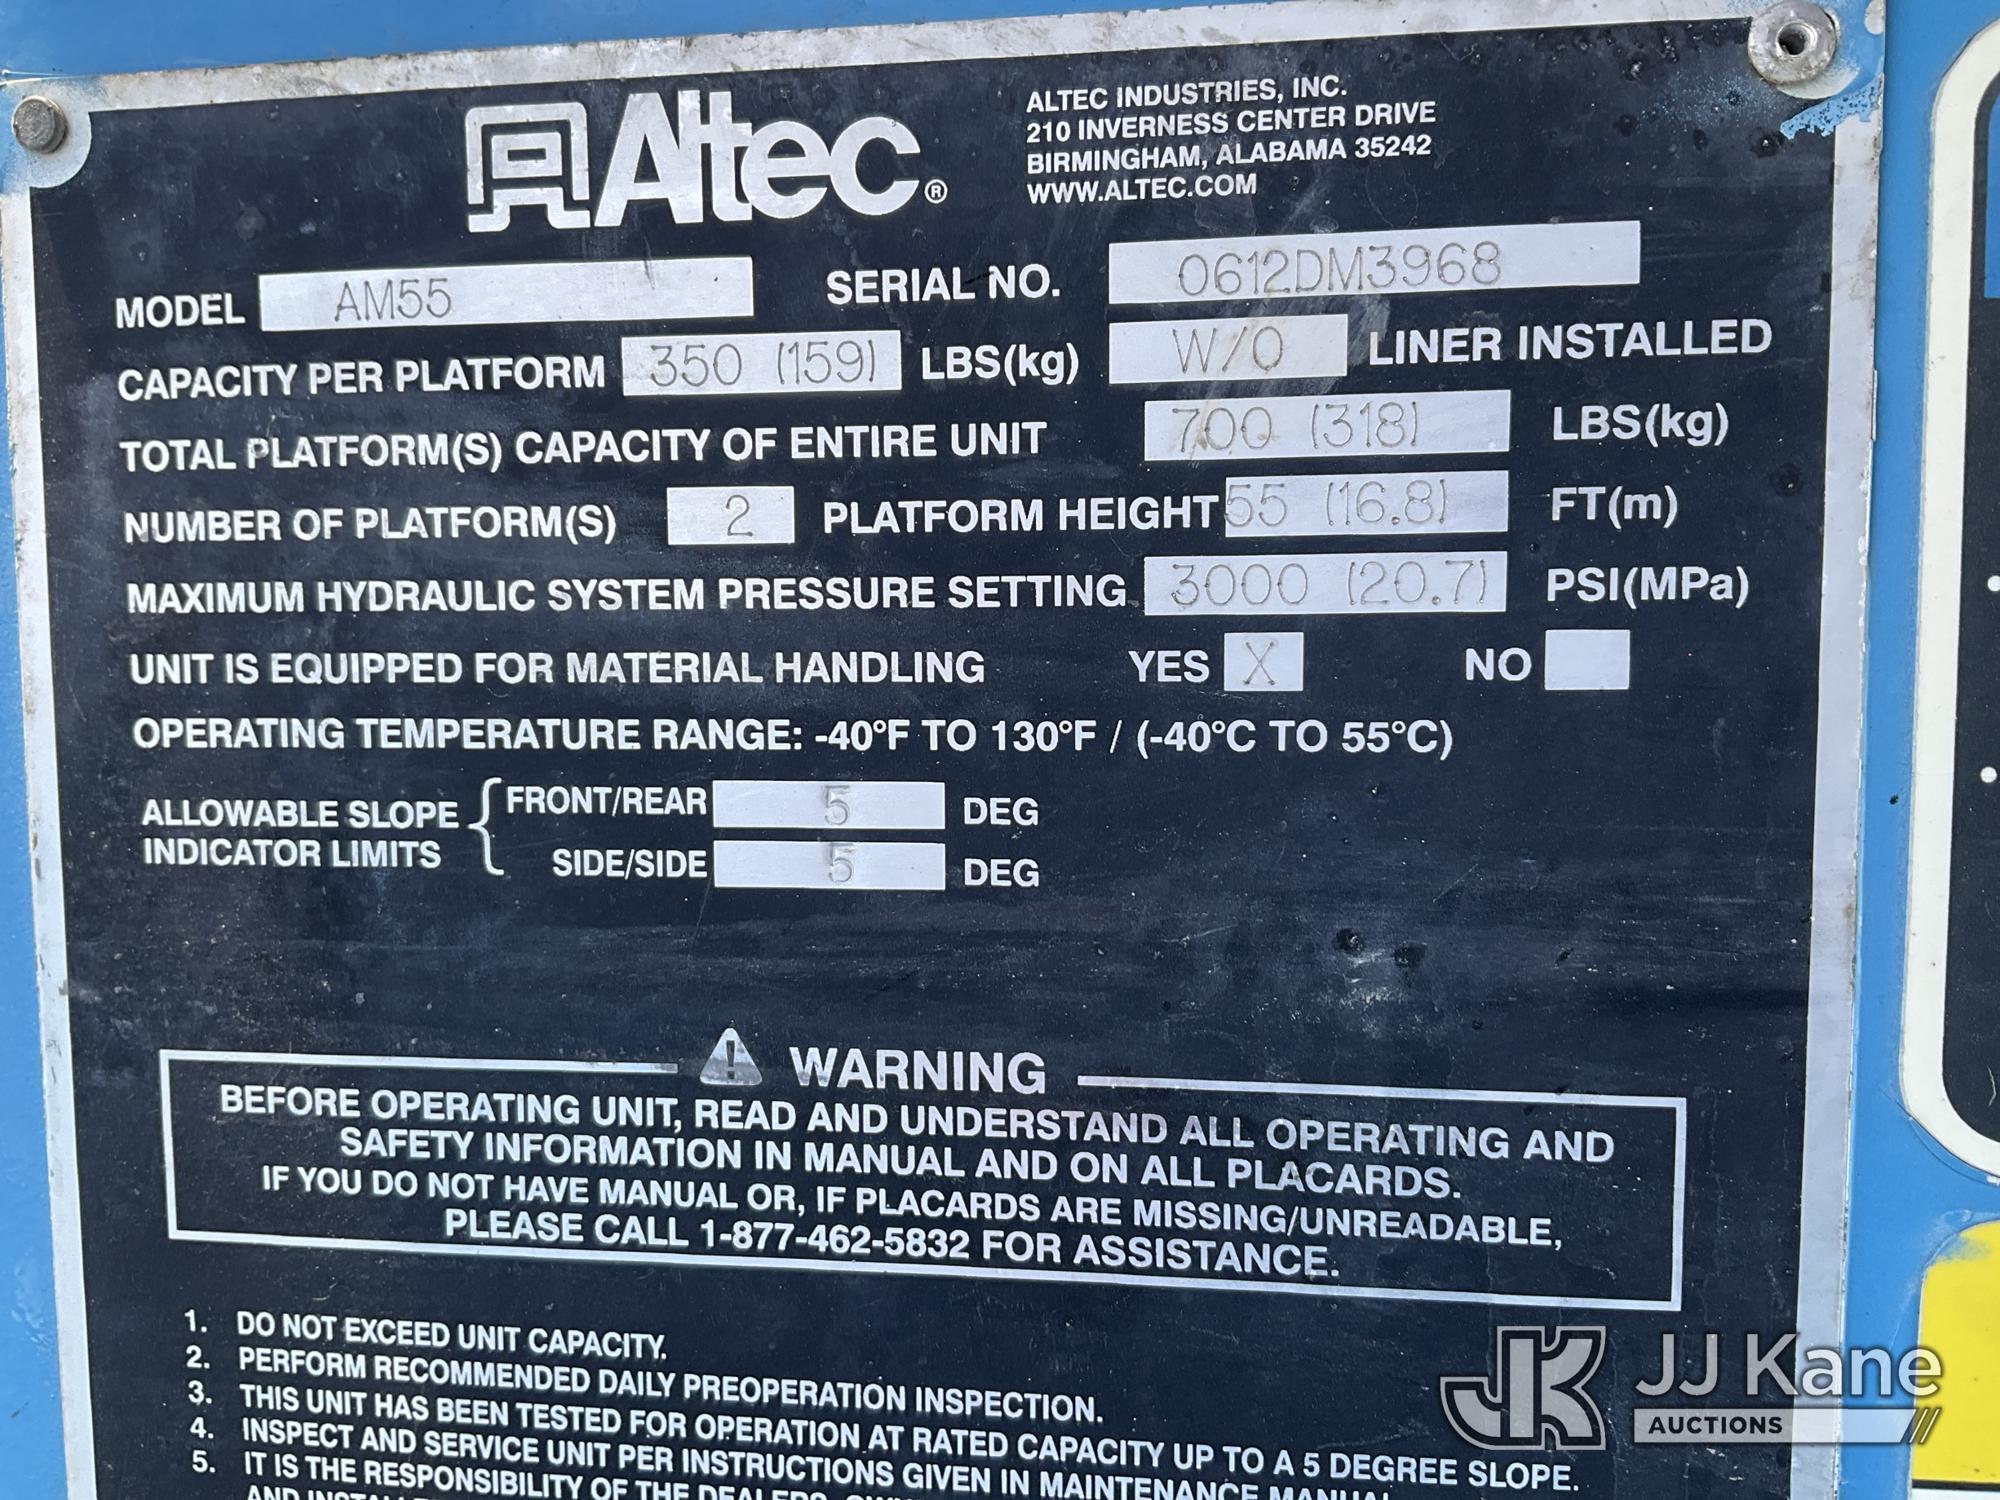 Altec®
ALTEC INDUSTRIES, INC.
210 INVERNESS CENTER DRIVE
BIRMINGHAM, ALABAMA 35242
WWW.ALTEC.COM
MODEL AM55 SERIAL NO. 0612DM3968
CAPACITY PER PLATFORM 350 (159) LBS(kg) W/O LINER INSTALLED
TOTAL PLATFORM(S) CAPACITY OF ENTIRE UNIT 700 (318) LBS(kg)
NUMBER OF PLATFORM(S) 2 PLATFORM HEIGHT 55 (16.8) FT(m)
MAXIMUM HYDRAULIC SYSTEM PRESSURE SETTING 3000 (20.7) PSI(MPa)
UNIT IS EQUIPPED FOR MATERIAL HANDLING YES X NO
OPERATING TEMPERATURE RANGE: -40°F TO 130°F / (-40°C TO 55°C)
ALLOWABLE SLOPE INDICATOR LIMITS FRONT/REAR 5 DEG
SIDE/SIDE 5 DEG
WARNING
BEFORE OPERATING UNIT, READ AND UNDERSTAND ALL OPERATING AND
SAFETY INFORMATION IN MANUAL AND ON ALL PLACARDS.
IF YOU DO NOT HAVE MANUAL OR, IF PLACARDS ARE MISSING/UNREADABLE,
PLEASE CALL 1-877-462-5832 FOR ASSISTANCE.
1. DO NOT EXCEED UNIT CAPACITY.
2. PERFORM RECOMMENDED DAILY PREOPERATION INSPECTION.
3. THIS UNIT HAS BEEN TESTED FOR OPERATION AT RATED CAPACITY UP TO A 5 DEGREE SLOPE.
4. INSPECT AND SERVICE UNIT PER INSTRUCTIONS GIVEN IN MAINTENANCE MANUAL.
5. IT IS THE RESPONSIBILITY OF THE DEALERS,
AND
JJ Kane
AUCTIONS